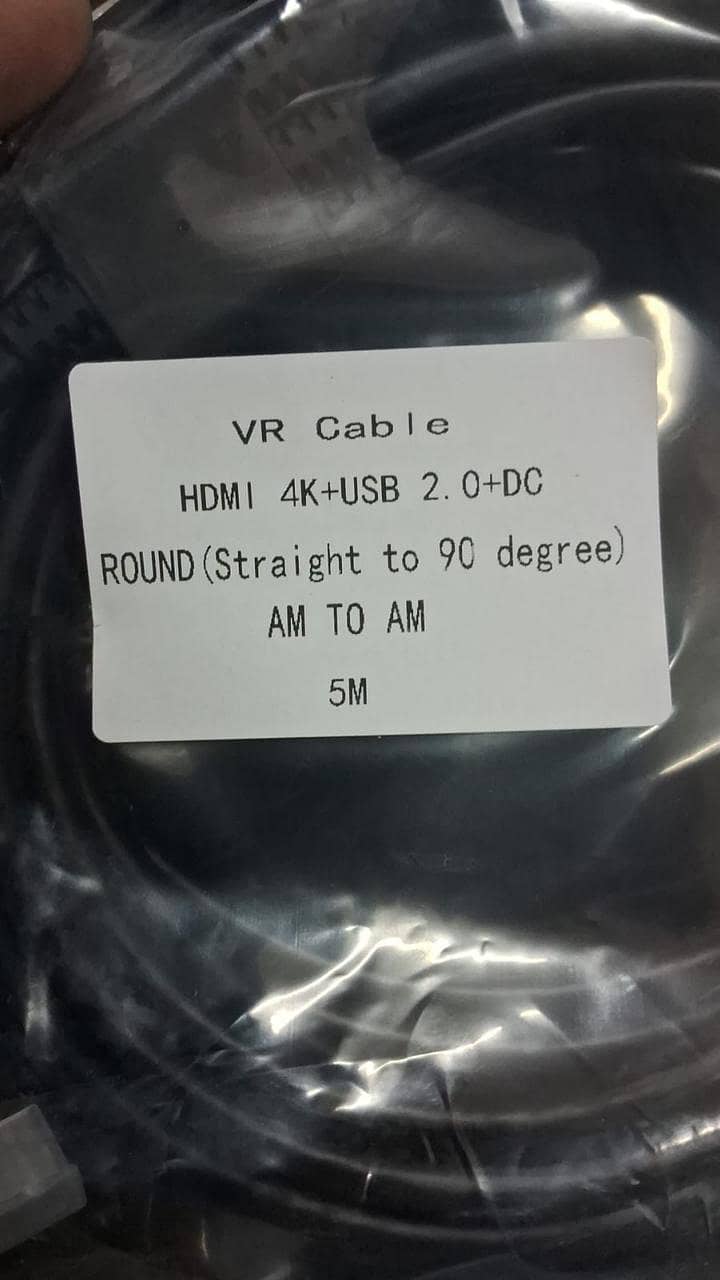 VR Cable
HDMI 4K+USB 2.0+DC
ROUND(Straight to 90 degree)
AM TO AM
5M